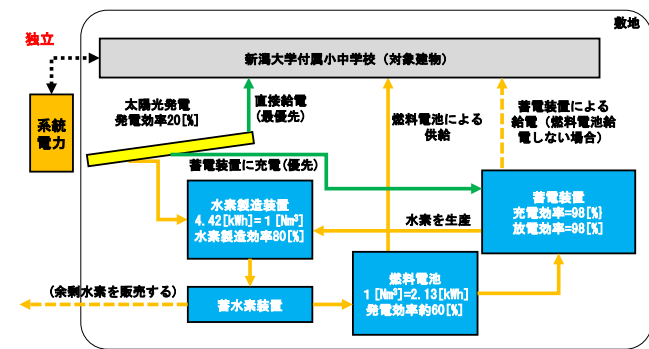 敷地
独立
新潟大学付属小中学校（対象建物）
系統
電力
太陽光発電
発電効率20[%]
直接給電
(最優先)
燃料電池による
供給
蓄電装置による
給電（燃料電池給
電しない場合）
蓄電装置に充電(優先)
水素製造装置
4.42[kWh]=1[Nm³]
水素製造効率80[%]
水素を生産
蓄電装置
充電効率=98[%]
放電効率=98[%]
(余剰水素を販売する)
蓄水素装置
燃料電池
1[Nm³]=2.13[kWh]
発電効率約60[%]